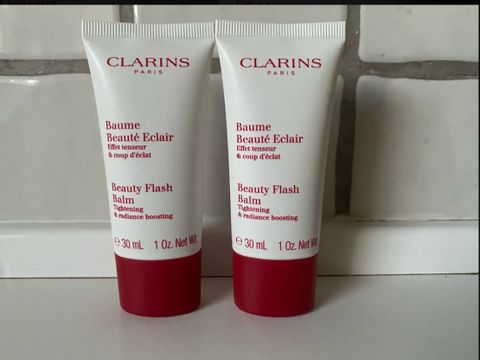 CLARINS
PARIS
Baume
Beauté Eclair
Effet tenseur
& coup d'éclat
Beauty Flash
Balm
Tightening
& radiance boosting
e 30 mL 1 Oz. Net Wt.
CLARINS
PARIS
Baume
Beauté Eclair
Effet tenseur
& coup d'éclat
Beauty Flash
Balm
Tightening
& radiance boosting
e 30 mL 1 Oz. Net Wt.